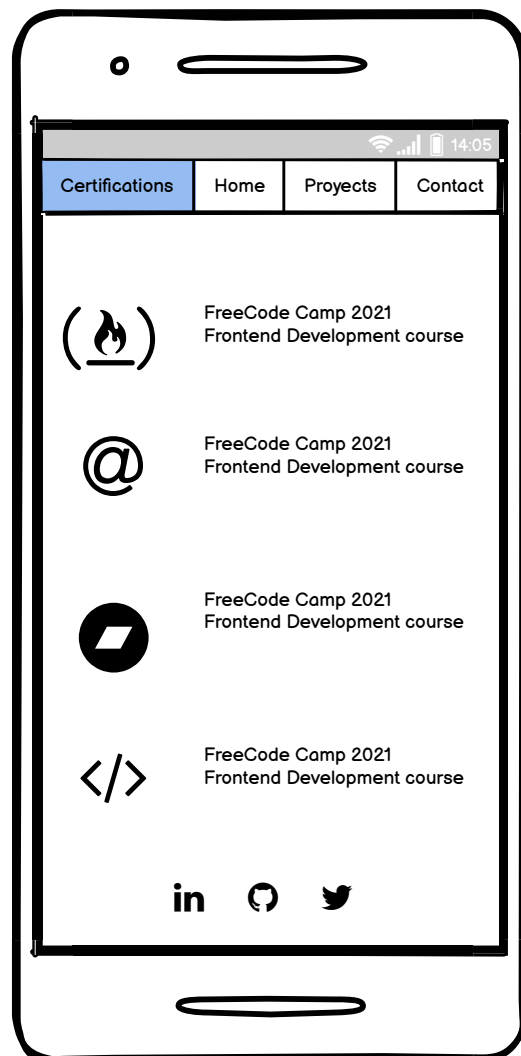 14:05
Certifications Home Proyects Contact
FreeCode Camp 2021
Frontend Development course
@
FreeCode Camp 2021
Frontend Development course
FreeCode Camp 2021
Frontend Development course
</>
FreeCode Camp 2021
Frontend Development course
in